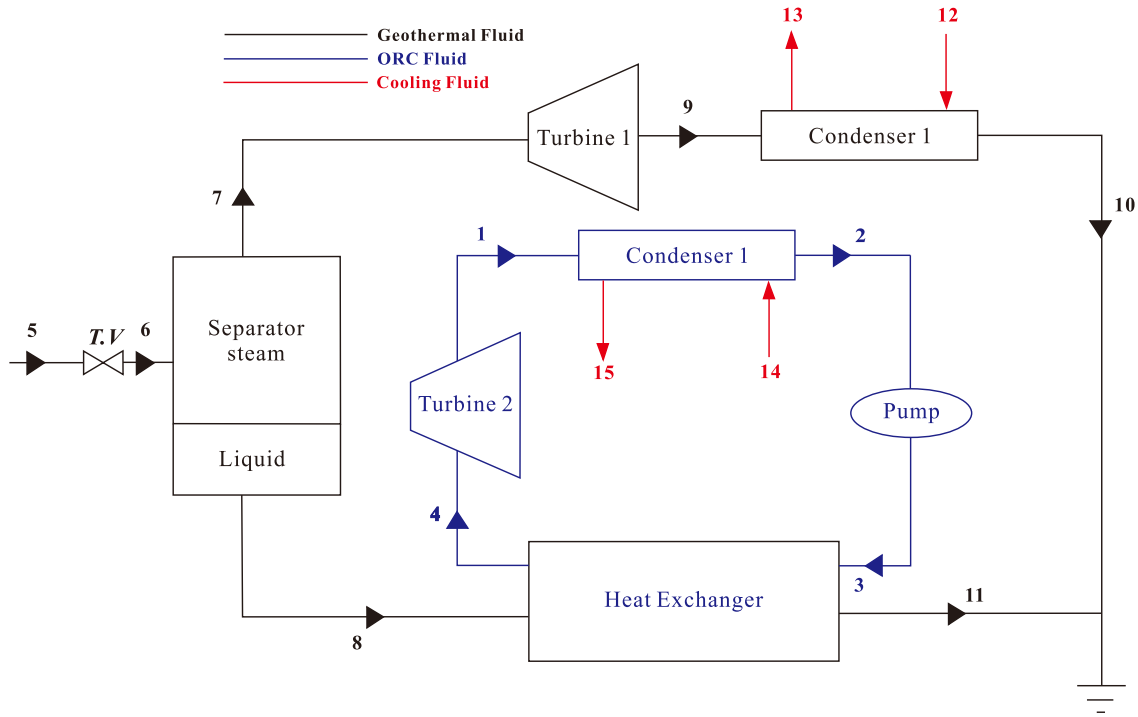 Geothermal Fluid
ORC Fluid
Cooling Fluid
13
12
9
Turbine 1
Condenser 1
7
10
1
2
Condenser 1
5
T.V
6
Separator
steam
15
14
Turbine 2
Pump
Liquid
4
3
Heat Exchanger
11
8